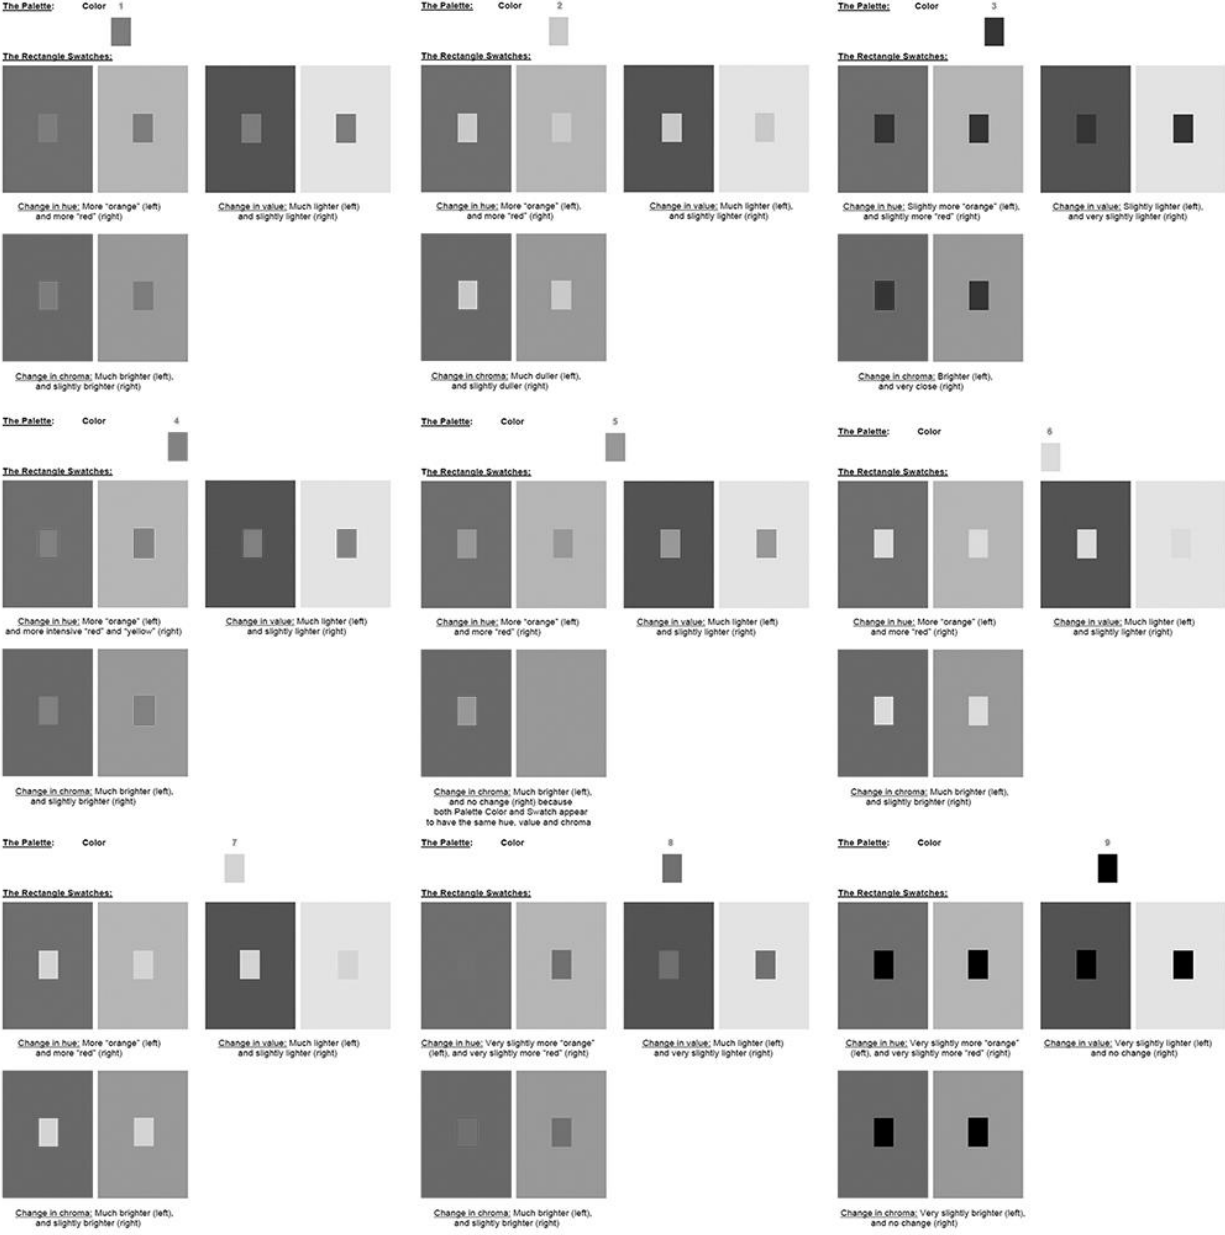 The Palette: Color 1
The Rectangle Swatches:
Change in hue: More "orange" (left)
and more "red" (right)
Change in value: Much lighter (left)
and slightly lighter (right)
Change in chroma: Much brighter (left),
and slightly brighter (right)
The Palette: Color 2
The Rectangle Swatches:
Change in hue: More "orange" (left),
and more "red" (right)
Change in value: Much lighter (left),
and slightly lighter (right)
Change in chroma: Much duller (left),
and slightly duller (right)
The Palette: Color 3
The Rectangle Swatches:
Change in hue: Slightly more "orange" (left),
and slightly more "red" (right)
Change in value: Slightly lighter (left),
and very slightly lighter (right)
Change in chroma: Brighter (left),
and very close (right)
The Palette: Color 4
The Rectangle Swatches:
Change in hue: More "orange" (left)
and more intensive "red" and "yellow" (right)
Change in value: Much lighter (left)
and slightly lighter (right)
Change in chroma: Much brighter (left),
and slightly brighter (right)
The Palette: Color 5
The Rectangle Swatches:
Change in hue: More "orange" (left)
and more "red" (right)
Change in value: Much lighter (left)
and slightly lighter (right)
Change in chroma: Much brighter (left),
and no change (right) because
both Palette Color and Swatch appear
to have the same hue, value and chroma
The Palette: Color 6
The Rectangle Swatches:
Change in hue: More "orange" (left)
and more "red" (right)
Change in value: Much lighter (left)
and slightly lighter (right)
Change in chroma: Much brighter (left),
and slightly brighter (right)
The Palette: Color 7
The Rectangle Swatches:
Change in hue: More "orange" (left)
and more "red" (right)
Change in value: Much lighter (left)
and slightly lighter (right)
Change in chroma: Much brighter (left),
and slightly brighter (right)
The Palette: Color 8
The Rectangle Swatches:
Change in hue: Very slightly more "orange"
(left), and very slightly more "red" (right)
Change in value: Much lighter (left)
and very slightly lighter (right)
Change in chroma: Much brighter (left),
and slightly brighter (right)
The Palette: Color 9
The Rectangle Swatches:
Change in hue: Very slightly more "orange"
(left), and very slightly more "red" (right)
Change in value: Very slightly lighter (left)
and no change (right)
Change in chroma: Very slightly brighter (left),
and no change (right)